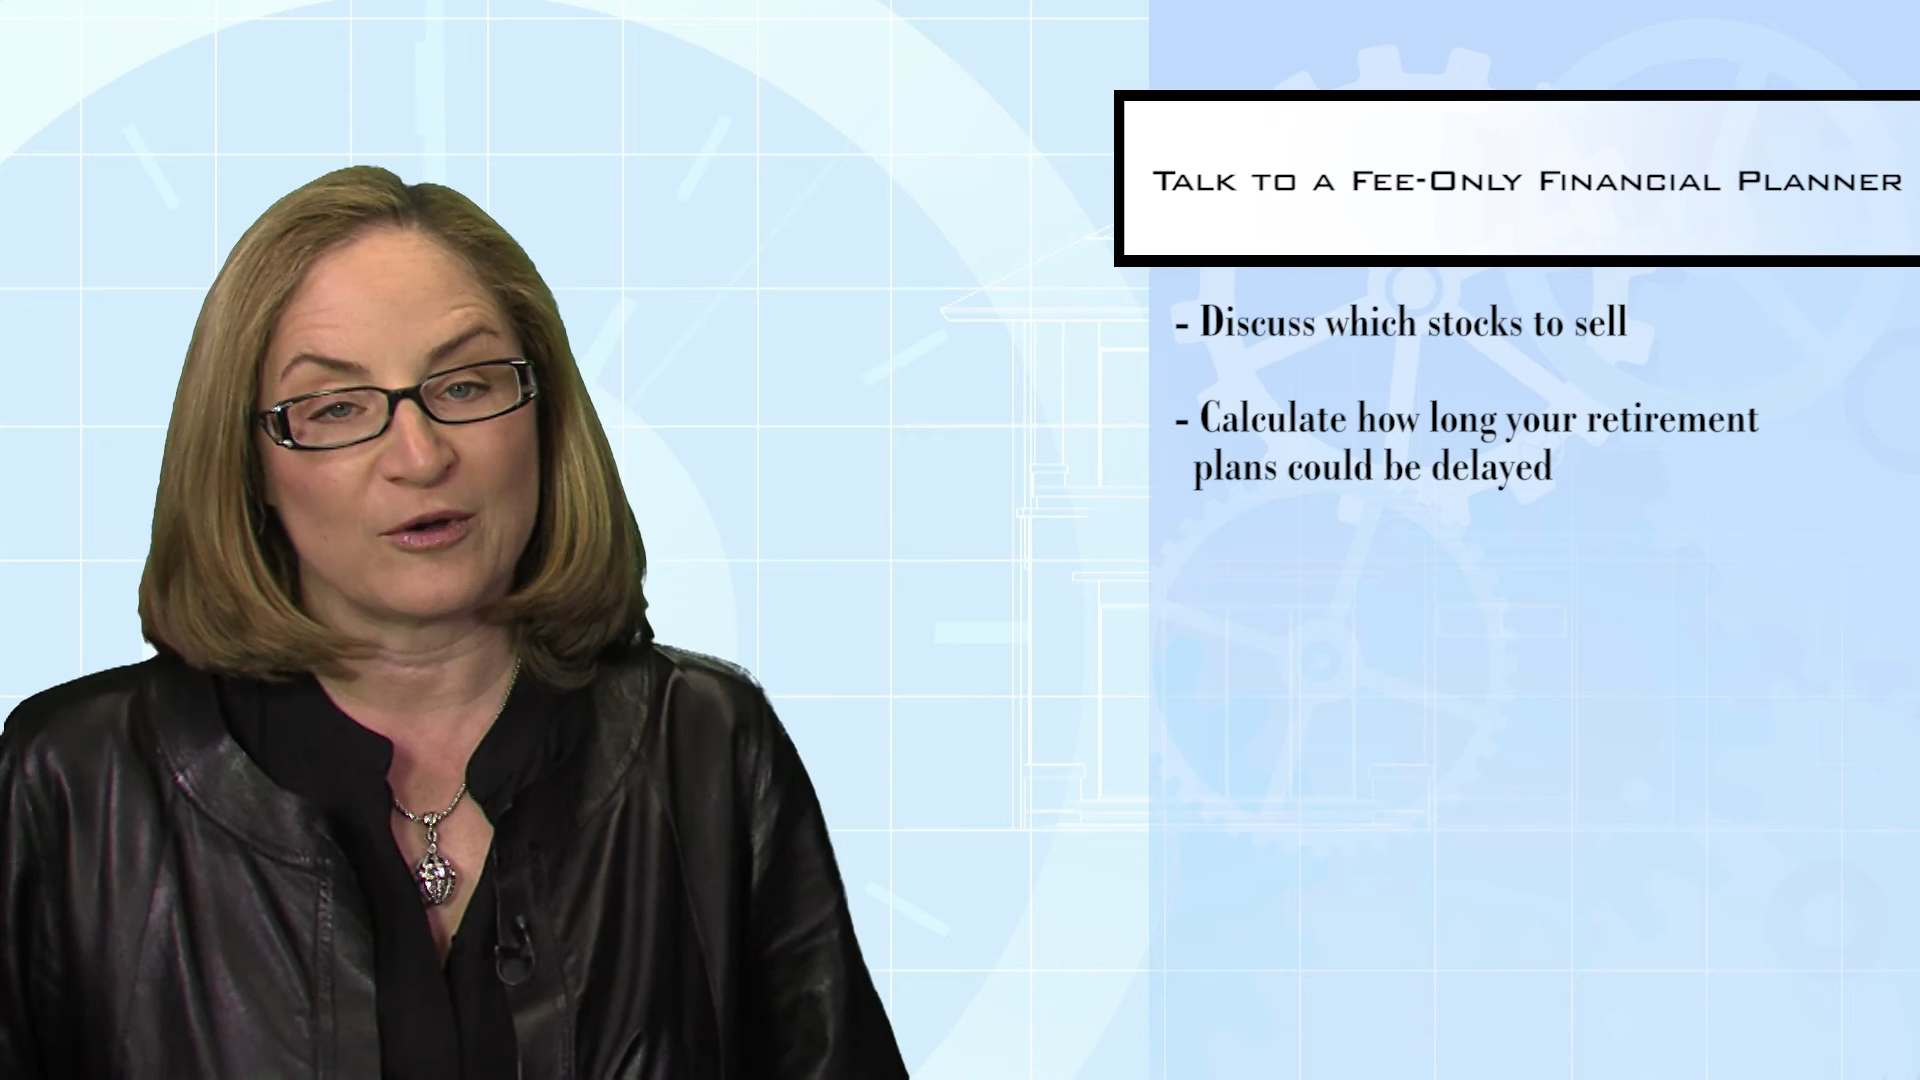 Talk to a Fee-Only Financial Planner
- Discuss which stocks to sell
- Calculate how long your retirement
plans could be delayed